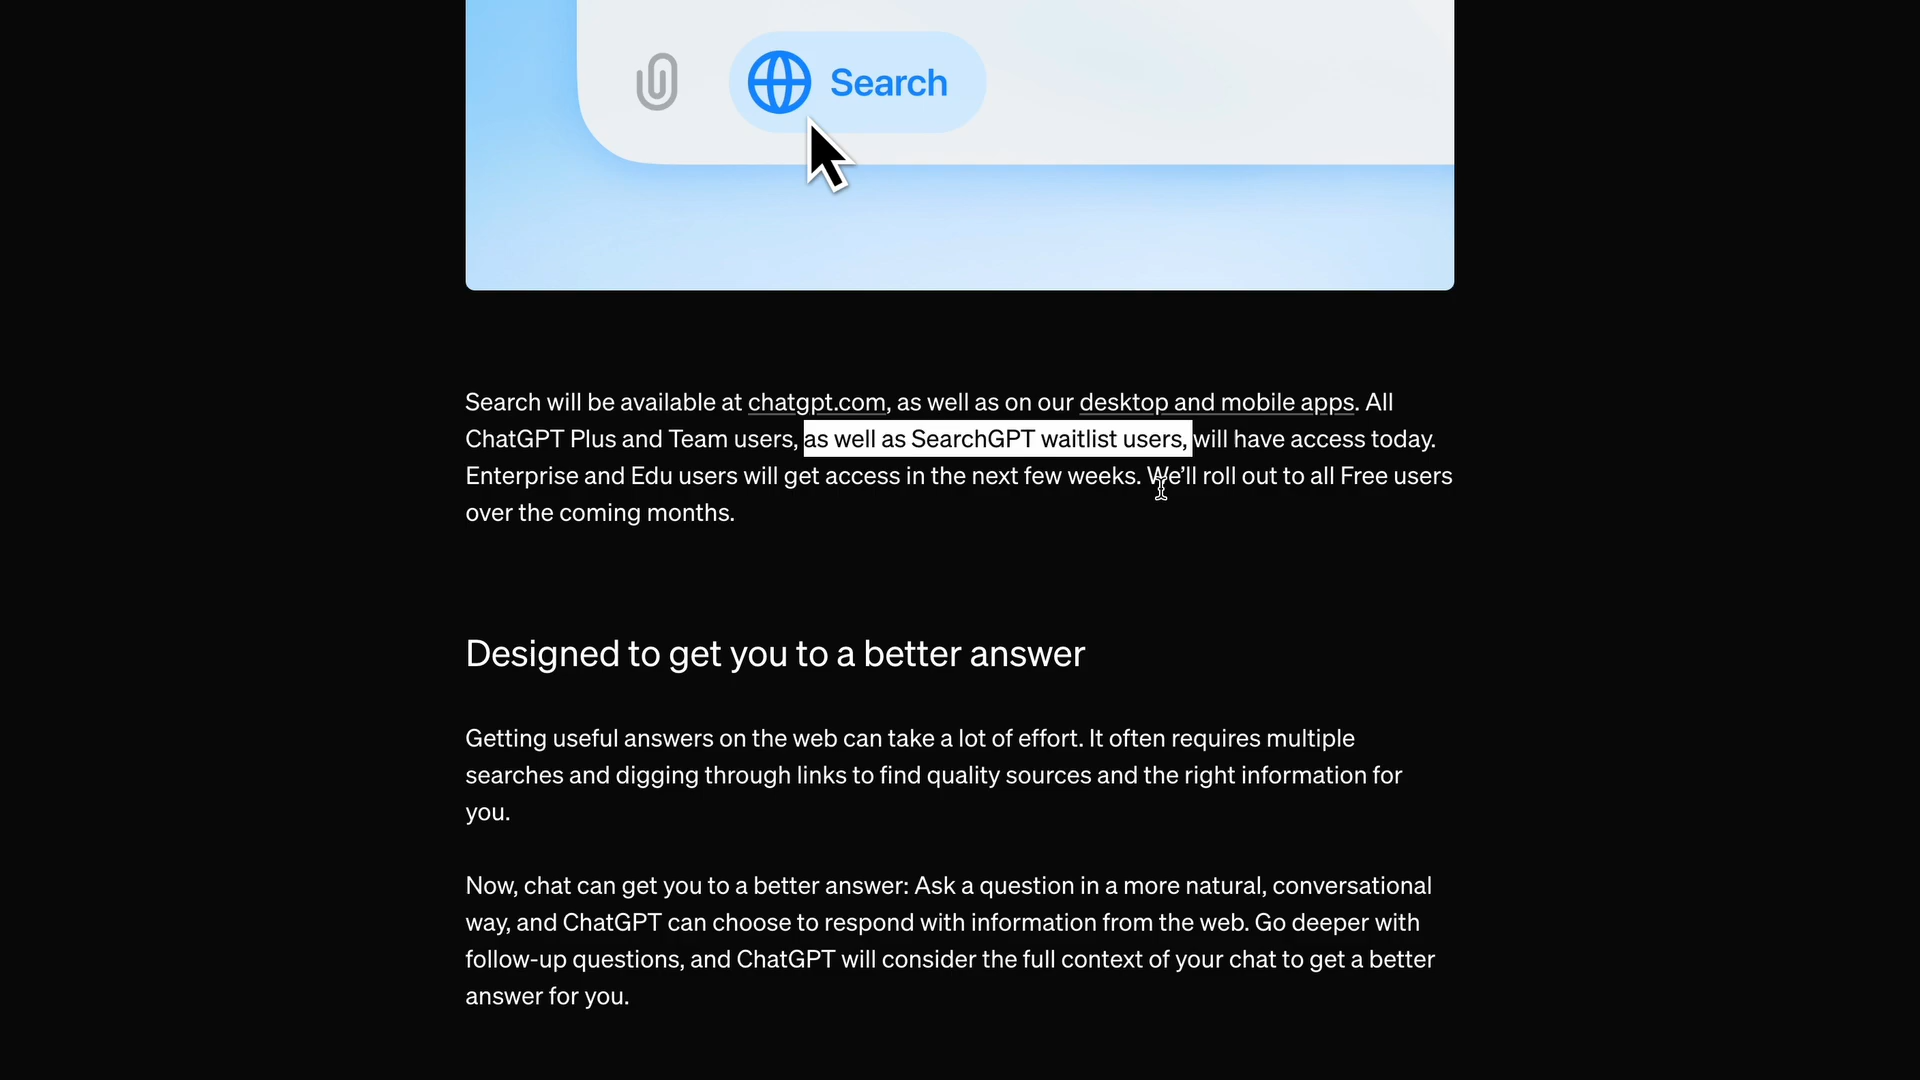 Search
Search will be available at chatgpt.com, as well as on our desktop and mobile apps. All
ChatGPT Plus and Team users, as well as SearchGPT waitlist users, will have access today.
Enterprise and Edu users will get access in the next few weeks. We’ll roll out to all Free users
over the coming months.
Designed to get you to a better answer
Getting useful answers on the web can take a lot of effort. It often requires multiple
searches and digging through links to find quality sources and the right information for
you.
Now, chat can get you to a better answer: Ask a question in a more natural, conversational
way, and ChatGPT can choose to respond with information from the web. Go deeper with
follow-up questions, and ChatGPT will consider the full context of your chat to get a better
answer for you.